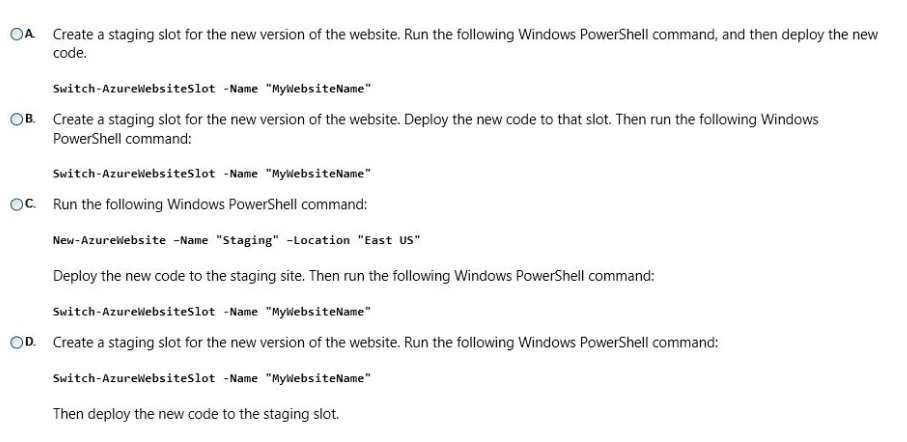 A. Create a staging slot for the new version of the website. Run the following Windows PowerShell command, and then deploy the new
code.
Switch-AzureWebsiteSlot -Name "MyWebsiteName"
B. Create a staging slot for the new version of the website. Deploy the new code to that slot. Then run the following Windows
PowerShell command:
Switch-AzureWebsiteSlot -Name "MyWebsiteName"
C. Run the following Windows PowerShell command:
New-AzureWebsite –Name "Staging" –Location "East US"
Deploy the new code to the staging site. Then run the following Windows PowerShell command:
Switch-AzureWebsiteSlot -Name "MyWebsiteName"
D. Create a staging slot for the new version of the website. Run the following Windows PowerShell command:
Switch-AzureWebsiteSlot -Name "MyWebsiteName"
Then deploy the new code to the staging slot.